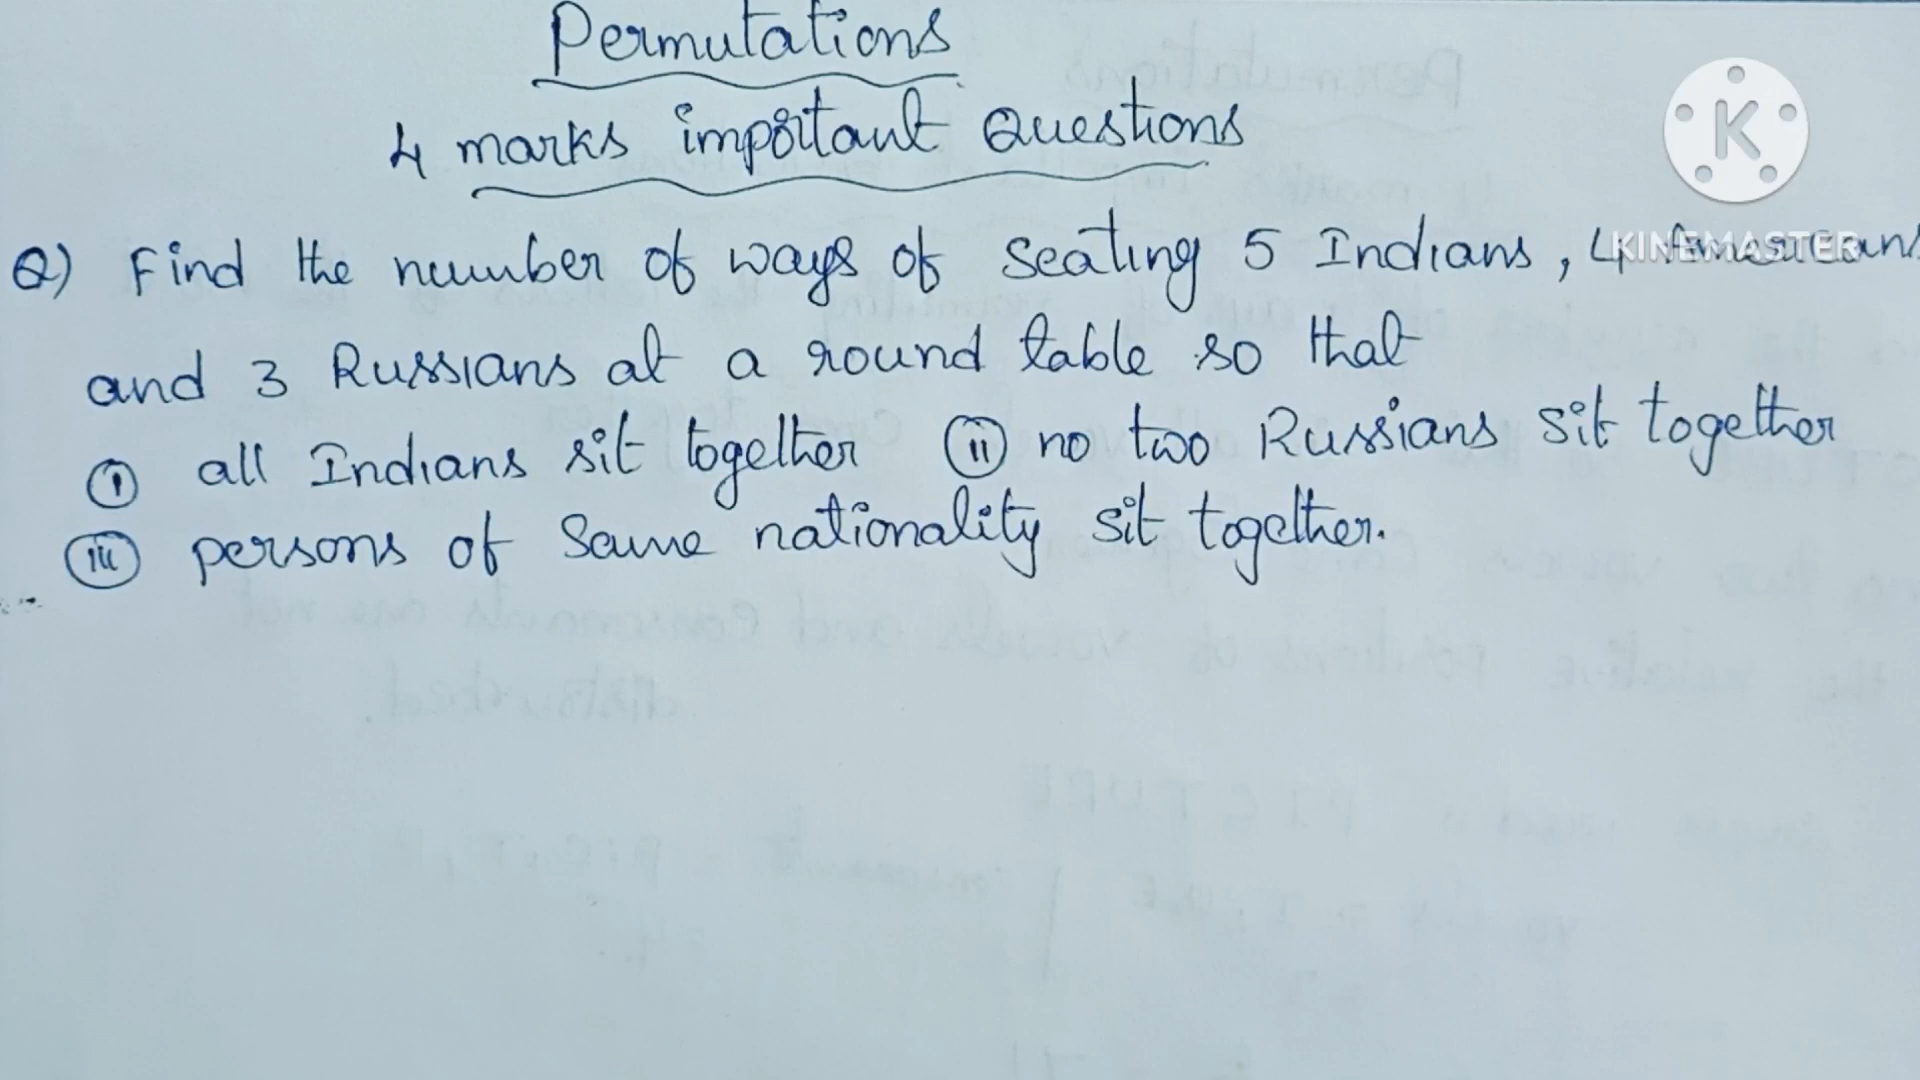 Permutations
4 marks important Questions
K
KINEMASTER
Q) Find the number of ways of seating 5 Indians, 4 Americans
and 3 Russians at a round table so that
(i) all Indians sit together (ii) no two Russians sit together
(iii) persons of same nationality sit together.